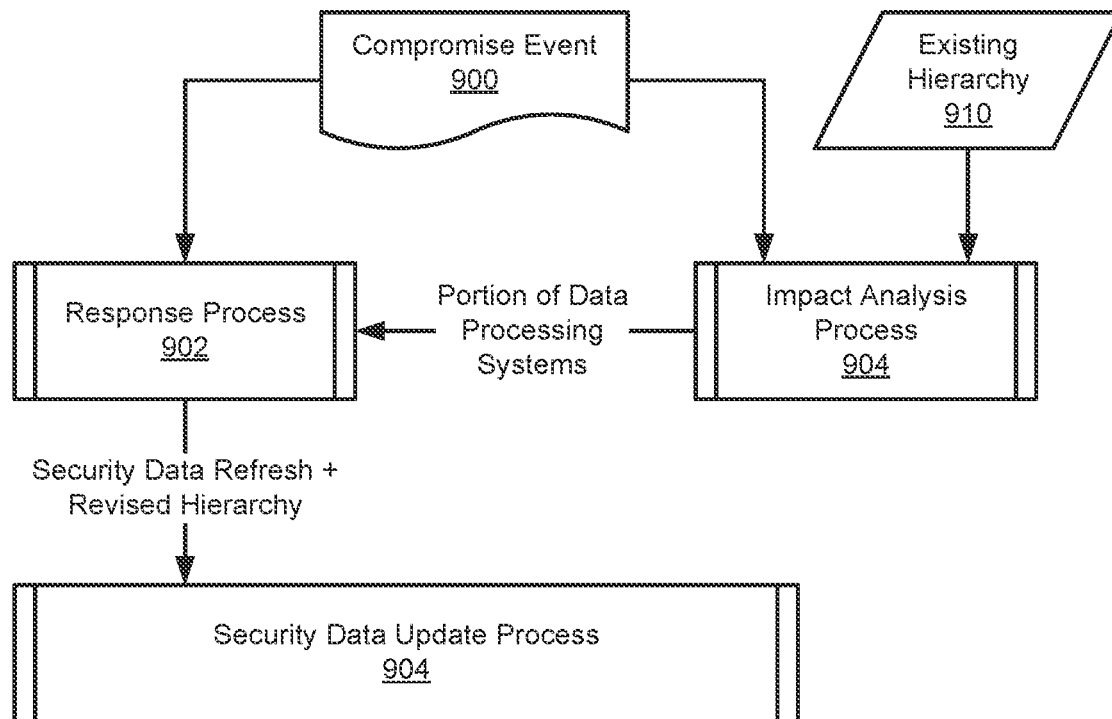 Compromise Event
900
Existing
Hierarchy
910
Response Process
902
Portion of Data
Processing
Systems
Impact Analysis
Process
904
Security Data Refresh +
Revised Hierarchy
Security Data Update Process
904